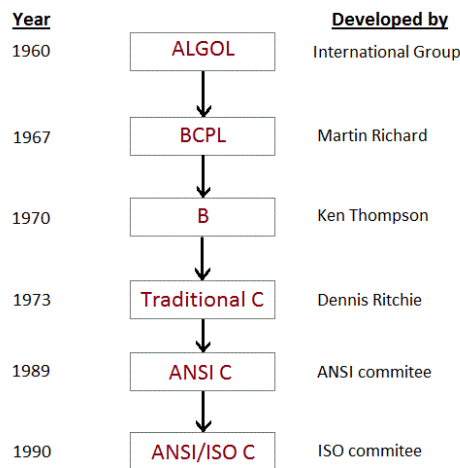 Year Developed by
1960 ALGOL International Group
1967 BCPL Martin Richard
1970 B Ken Thompson
1973 Traditional C Dennis Ritchie
1989 ANSI C ANSI commitee
1990 ANSI/ISO C ISO commitee